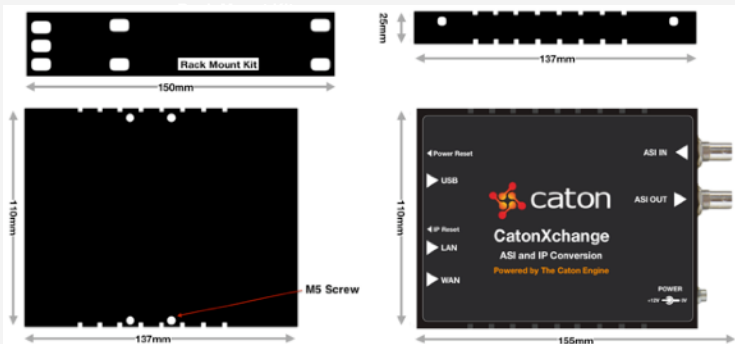 Rack Mount Kit
150mm
25mm
137mm
110mm
M5 Screw
137mm
110mm
Power Reset
USB
IP Reset
LAN
WAN
caton
CatonXchange
ASI and IP Conversion
Powered by The Caton Engine
ASI IN
ASI OUT
POWER
+12V
0V
155mm